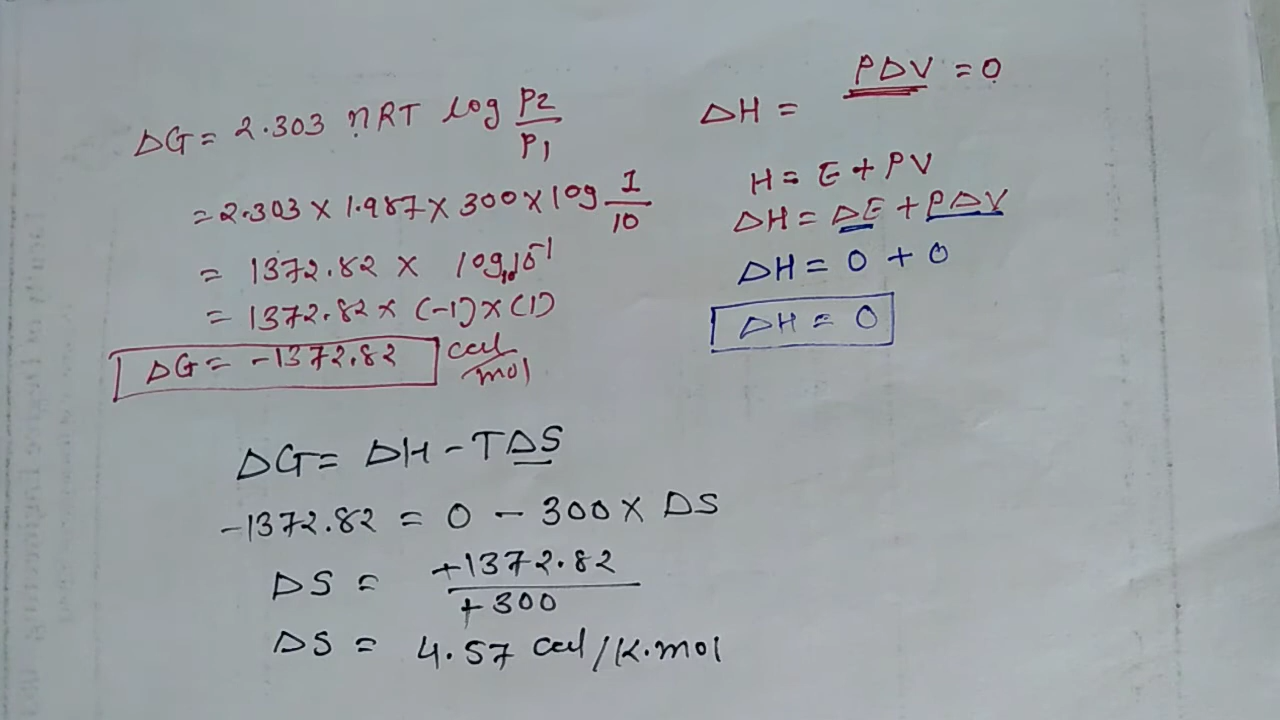 ΔG = 2.303 nRT log P2/P1
= 2.303 × 1.987 × 300 × log 1/10
= 1372.82 × log₁₀10⁻¹
= 1372.82 × (-1) × (1)
ΔG = -1372.82 cal/mol
PΔV = 0
ΔH =
H = E + PV
ΔH = ΔE + PΔV
ΔH = 0 + 0
ΔH = 0
ΔG = ΔH - TΔS
-1372.82 = 0 - 300 × ΔS
ΔS = +1372.82/+300
ΔS = 4.57 cal/K.mol